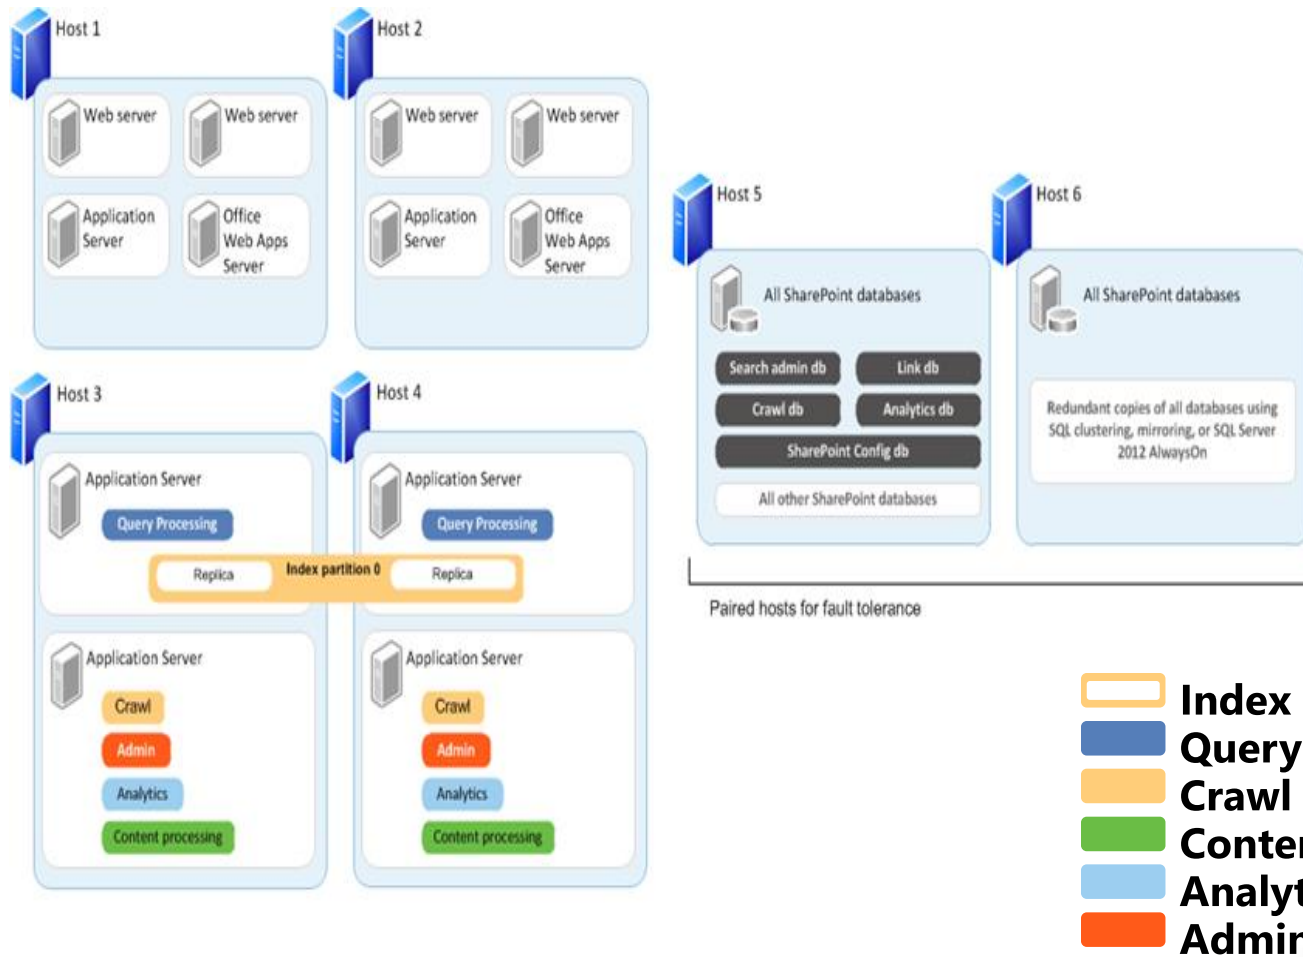 Host 1
Web server
Web server
Application
Server
Office
Web Apps
Server
Host 2
Web server
Web server
Application
Server
Office
Web Apps
Server
Host 3
Application Server
Query Processing
Replica
Index partition 0
Replica
Application Server
Crawl
Admin
Analytics
Content processing
Host 4
Application Server
Query Processing
Application Server
Crawl
Admin
Analytics
Content processing
Host 5
All SharePoint databases
Search admin db
Link db
Crawl db
Analytics db
SharePoint Config db
All other SharePoint databases
Host 6
All SharePoint databases
Redundant copies of all databases using
SQL clustering, mirroring, or SQL Server
2012 AlwaysOn
Paired hosts for fault tolerance
Index
Query
Crawl
Conter
Analyt
Admin